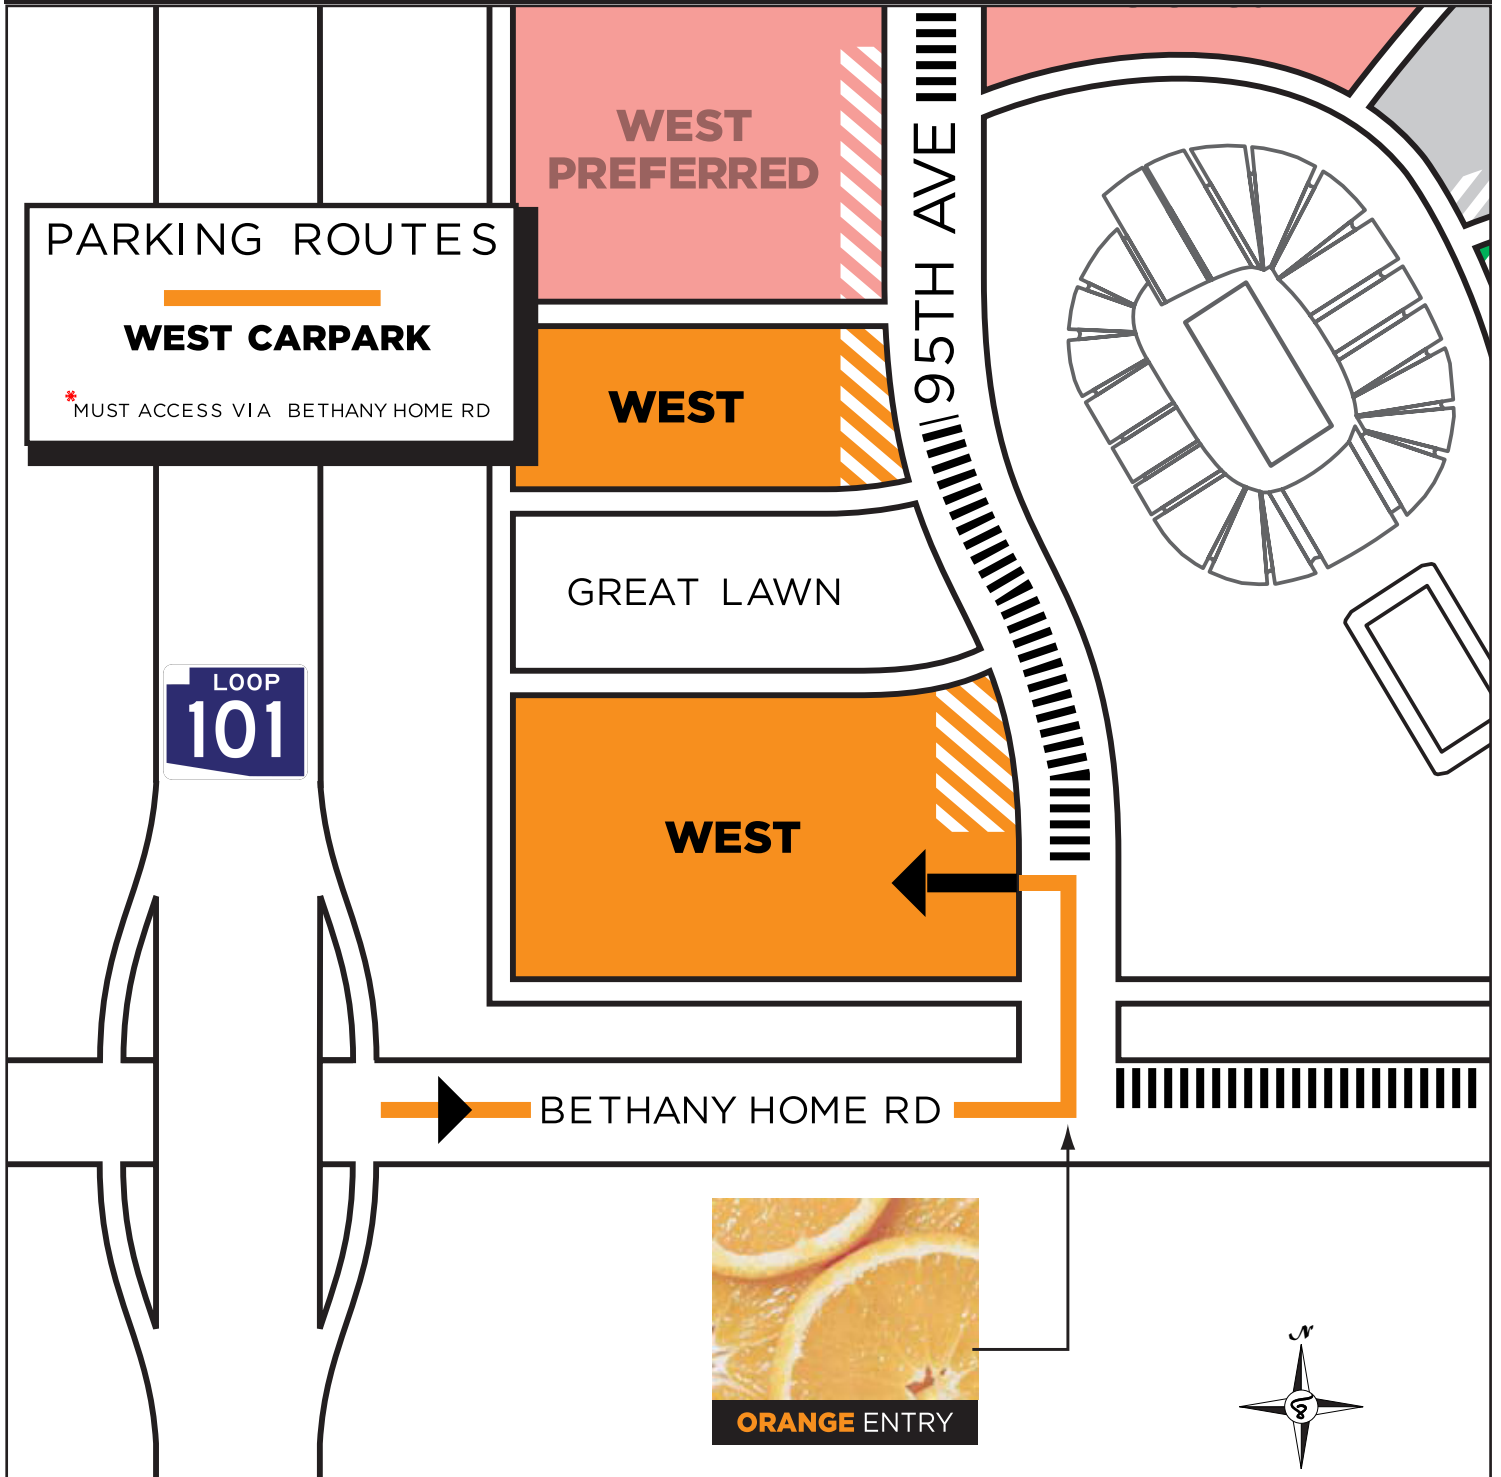 WEST
PREFERRED
95TH AVE
PARKING ROUTES
WEST CARPARK
*MUST ACCESS VIA BETHANY HOME RD
WEST
GREAT LAWN
LOOP
101
WEST
BETHANY HOME RD
ORANGE ENTRY
N